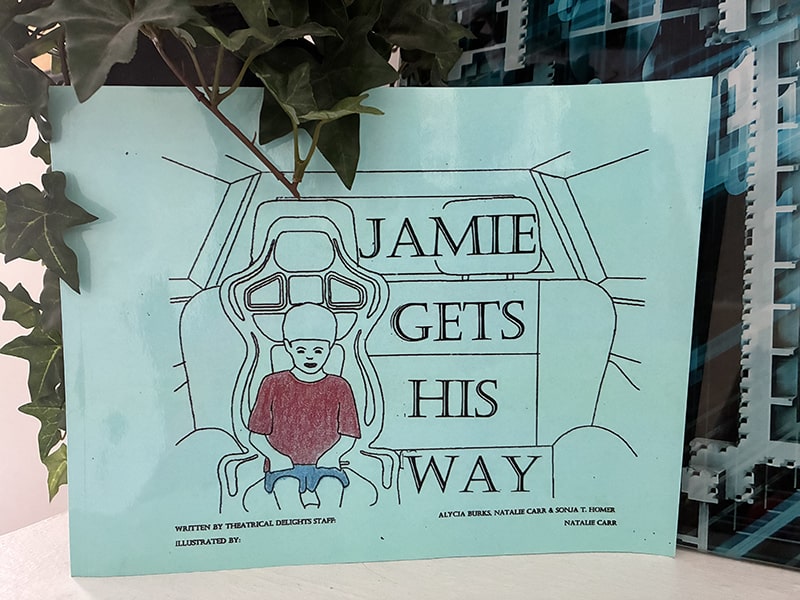 JAMIE
GETS
HIS
WAY
WRITTEN BY THEATRICAL DELIGHTS STAFF: ALYCIA BURKS, NATALIE CARR & SONJA T. HOMER
ILLUSTRATED BY: NATALIE CARR